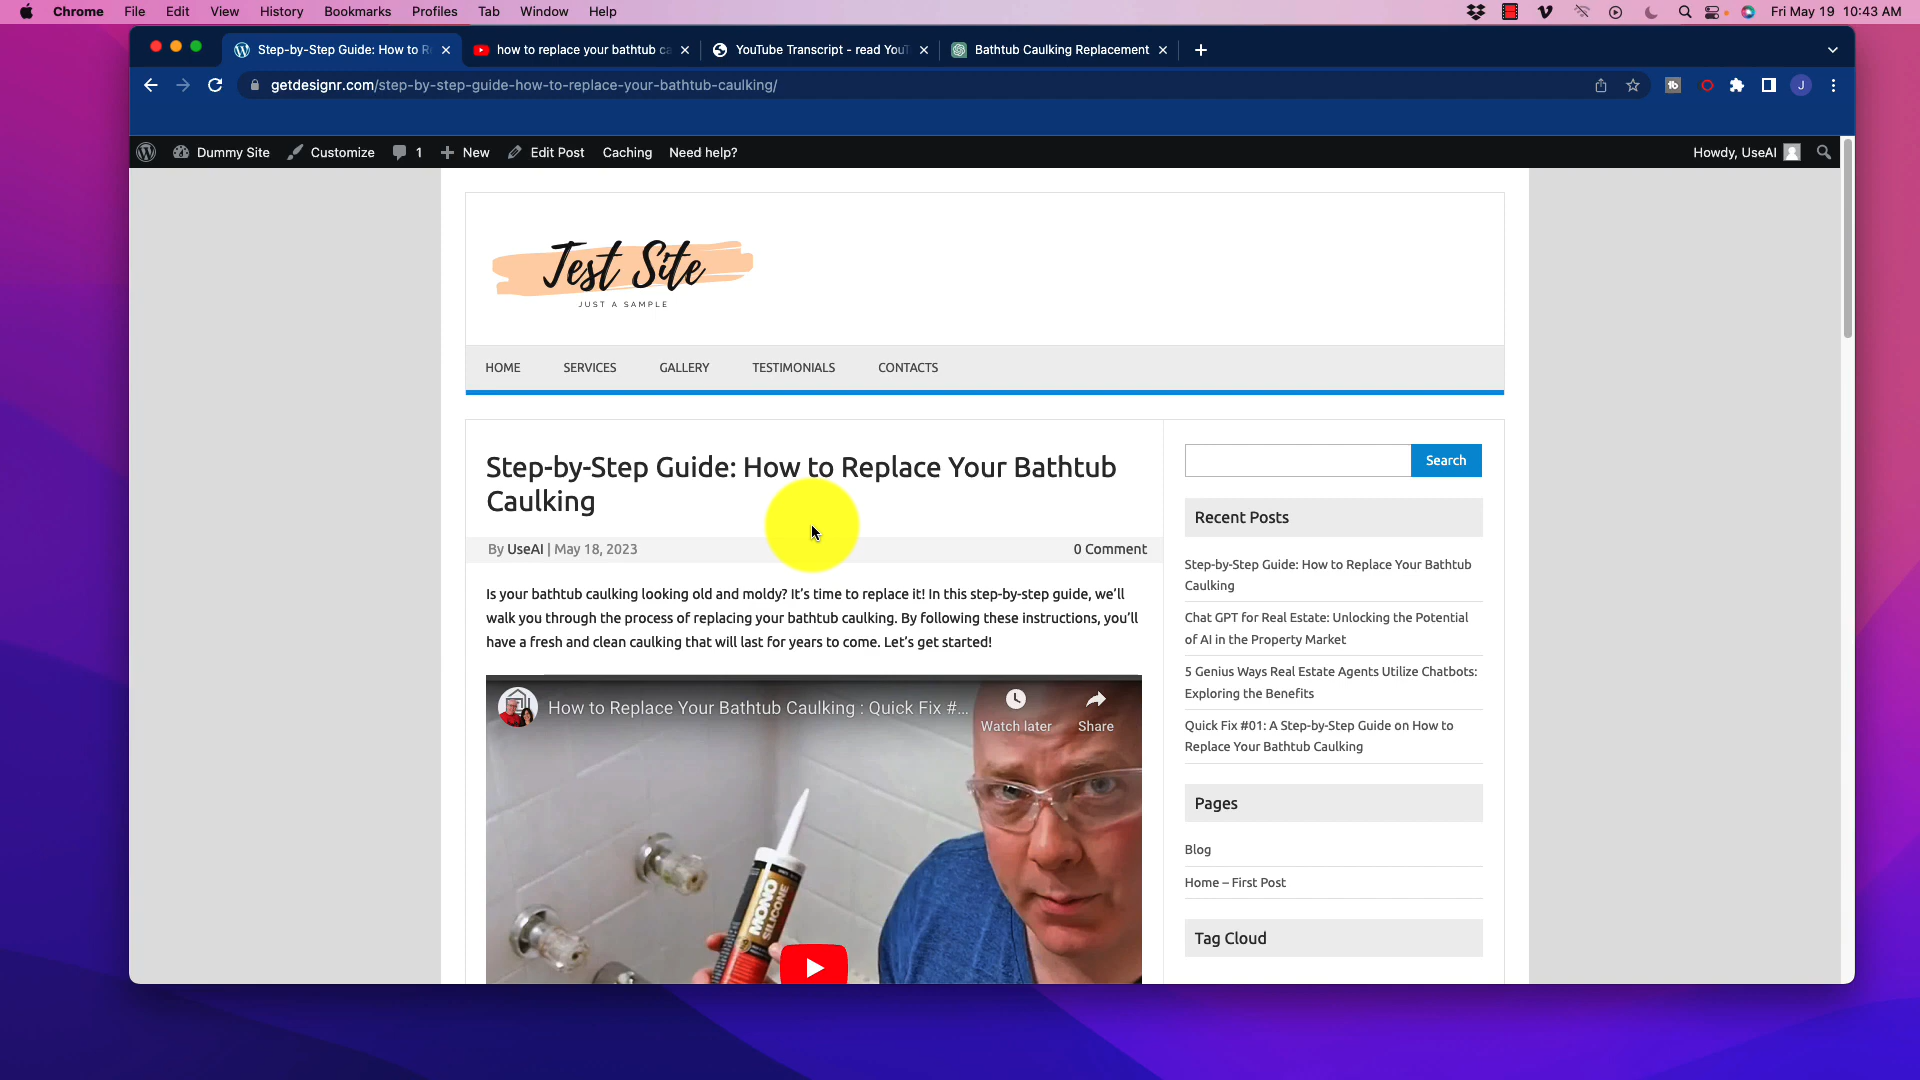 Chrome File Edit View History Bookmarks Profiles Tab Window Help
Fri May 19 10:43 AM
Step-by-Step Guide: How to R
how to replace your bathtub ca
YouTube Transcript - read YouT
Bathtub Caulking Replacement
getdesignr.com/step-by-step-guide-how-to-replace-your-bathtub-caulking/
tb
J
Dummy Site Customize 1 New Edit Post Caching Need help?
Howdy, UseAI
Test Site
JUST A SAMPLE
HOME SERVICES GALLERY TESTIMONIALS CONTACTS
Step-by-Step Guide: How to Replace Your Bathtub
Caulking
By UseAI | May 18, 2023
0 Comment
Is your bathtub caulking looking old and moldy? It's time to replace it! In this step-by-step guide, we'll
walk you through the process of replacing your bathtub caulking. By following these instructions, you'll
have a fresh and clean caulking that will last for years to come. Let's get started!
How to Replace Your Bathtub Caulking : Quick Fix #...
Watch later
Share
MONO
SILICONE
Search
Recent Posts
Step-by-Step Guide: How to Replace Your Bathtub
Caulking
Chat GPT for Real Estate: Unlocking the Potential
of AI in the Property Market
5 Genius Ways Real Estate Agents Utilize Chatbots:
Exploring the Benefits
Quick Fix #01: A Step-by-Step Guide on How to
Replace Your Bathtub Caulking
Pages
Blog
Home – First Post
Tag Cloud